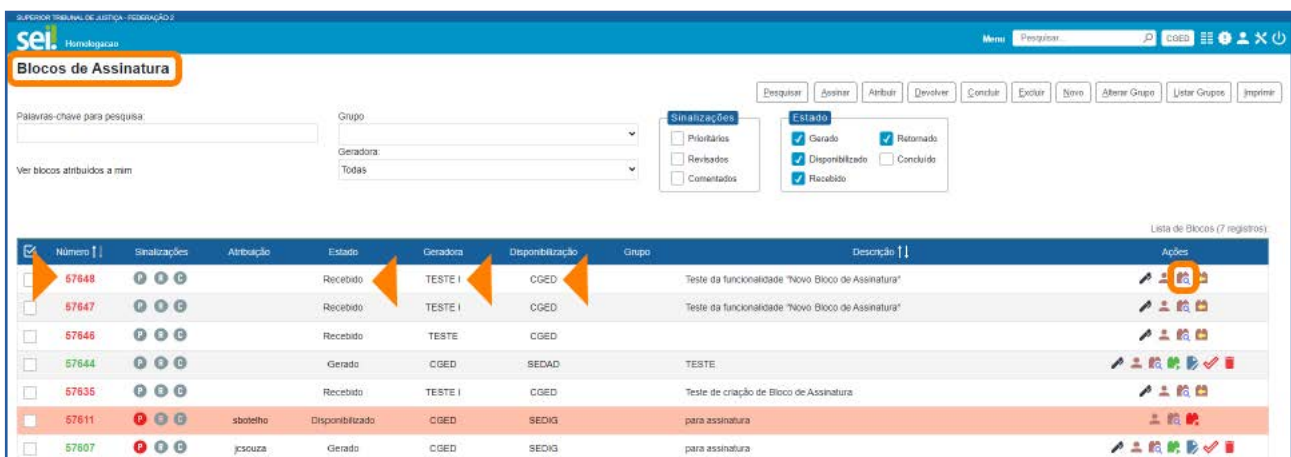 SUPERIOR TRIBUNAL DE JUSTIÇA - FEDERAÇÃO 2
sei. Homologacao Menu Pesquisar... CGED
Blocos de Assinatura
Pesquisar Assinar Atribuir Devolver Concluir Excluir Novo Alterar Grupo Listar Grupos Imprimir
Palavras-chave para pesquisa: Grupo Sinalizações Estado
Prioritários Gerado Retornado
Geradora:
Revisados Disponibilizado Concluído
Ver blocos atribuídos a mim Todas
Comentados Recebido
Lista de Blocos (7 registros):
Número Sinalizações Atribuição Estado Geradora Disponibilização Grupo Descrição Ações
57648 P R C Recebido TESTE I CGED Teste da funcionalidade "Novo Bloco de Assinatura"
57647 P R C Recebido TESTE I CGED Teste da funcionalidade "Novo Bloco de Assinatura"
57646 P R C Recebido TESTE CGED
57644 P R C Gerado CGED SEDAD TESTE
57635 P R C Recebido TESTE I CGED Teste de criação de Bloco de Assinatura
57611 P R C sbotelho Disponibilizado CGED SEDIG para assinatura
57607 P R C jcsouza Gerado CGED SEDIG para assinatura